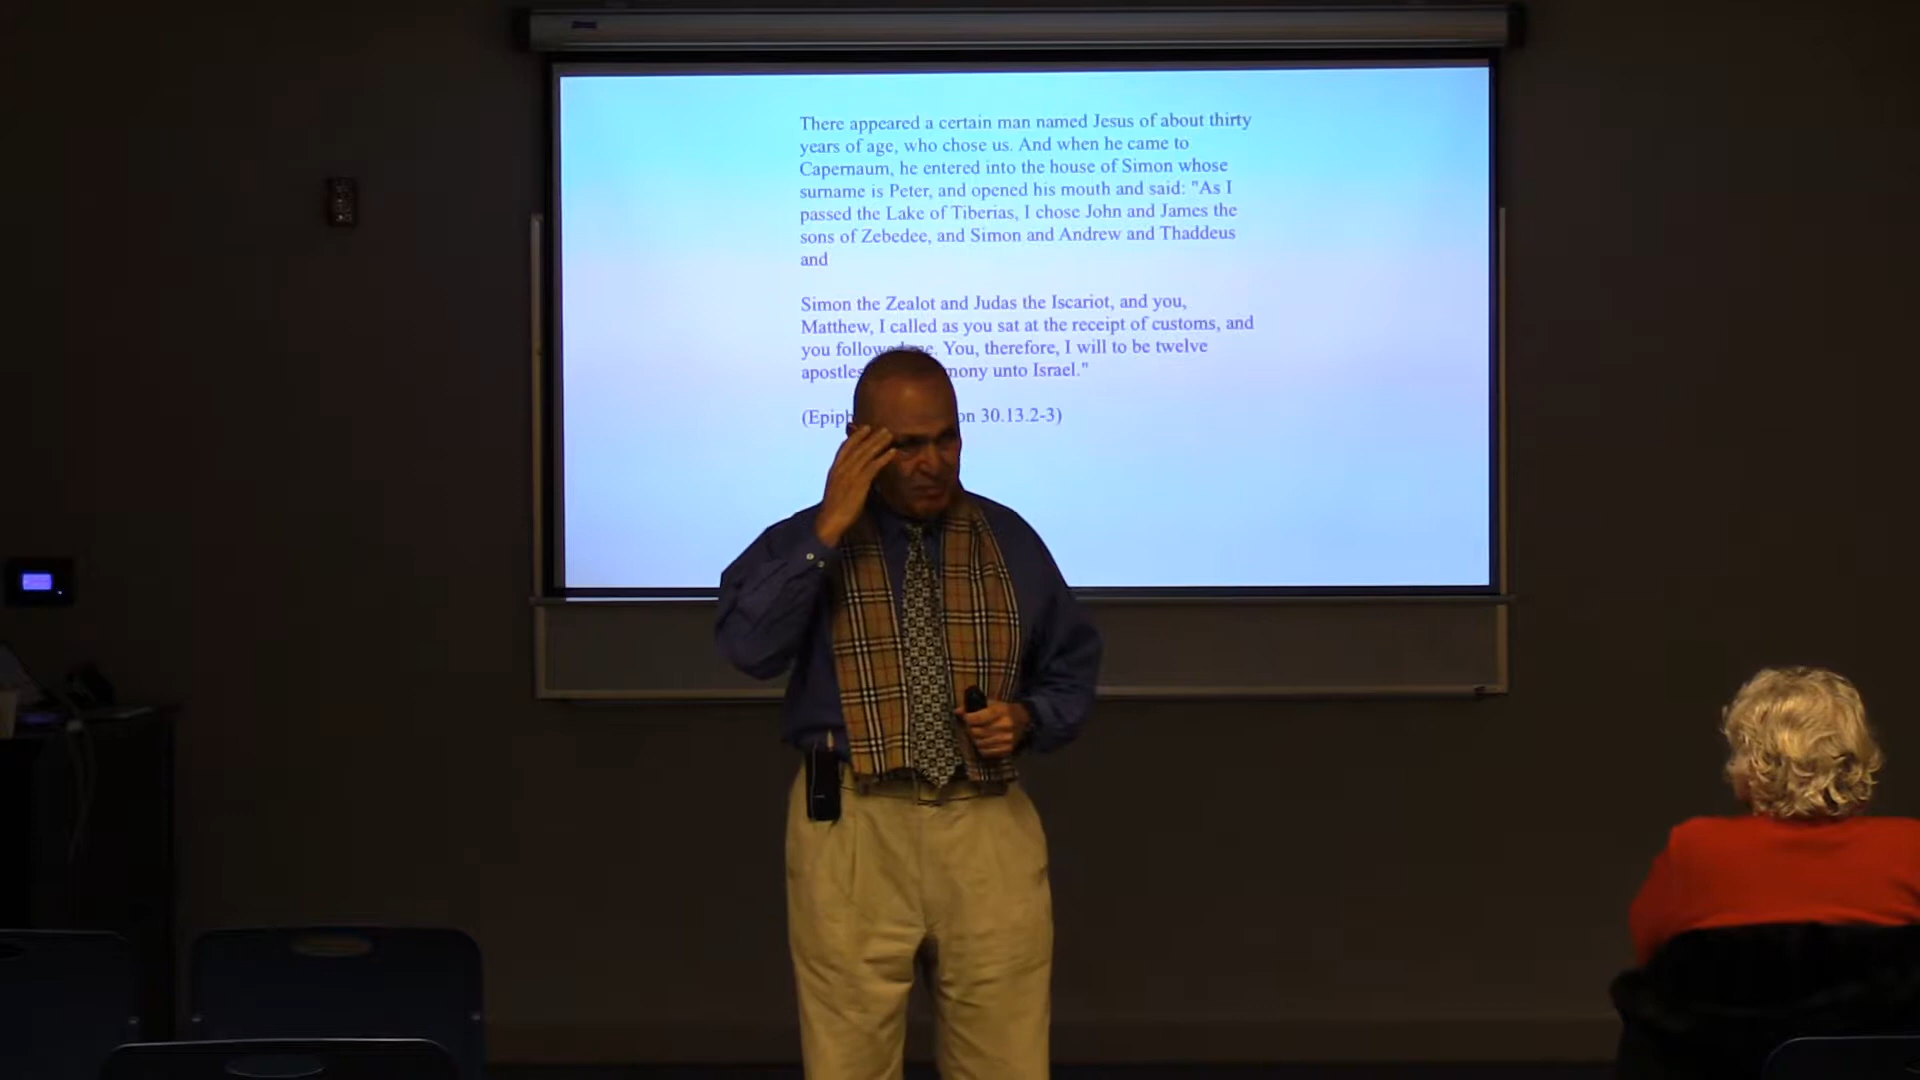 There appeared a certain man named Jesus of about thirty
years of age, who chose us. And when he came to
Capernaum, he entered into the house of Simon whose
surname is Peter, and opened his mouth and said: "As I
passed the Lake of Tiberias, I chose John and James the
sons of Zebedee, and Simon and Andrew and Thaddeus
and
Simon the Zealot and Judas the Iscariot, and you,
Matthew, I called as you sat at the receipt of customs, and
you followed me. You, therefore, I will to be twelve
apostles unto Israel."
30.13.2-3)